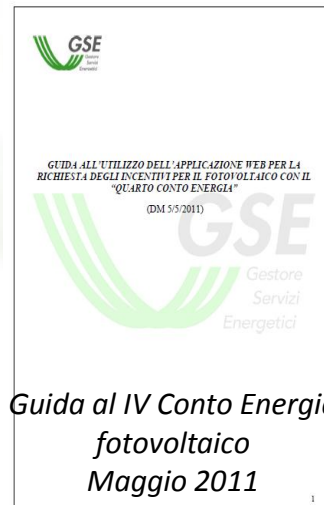 GSE
Gestore
Servizi
Energetici
GUIDA ALL'UTILIZZO DELL'APPLICAZIONE WEB PER LA
RICHIESTA DEGLI INCENTIVI PER IL FOTOVOLTAICO CON IL
"QUARTO CONTO ENERGIA"
(DM 5/5/2011)
GSE
Gestore
Servizi
Energetici
Guida al IV Conto Energia
fotovoltaico
Maggio 2011
1